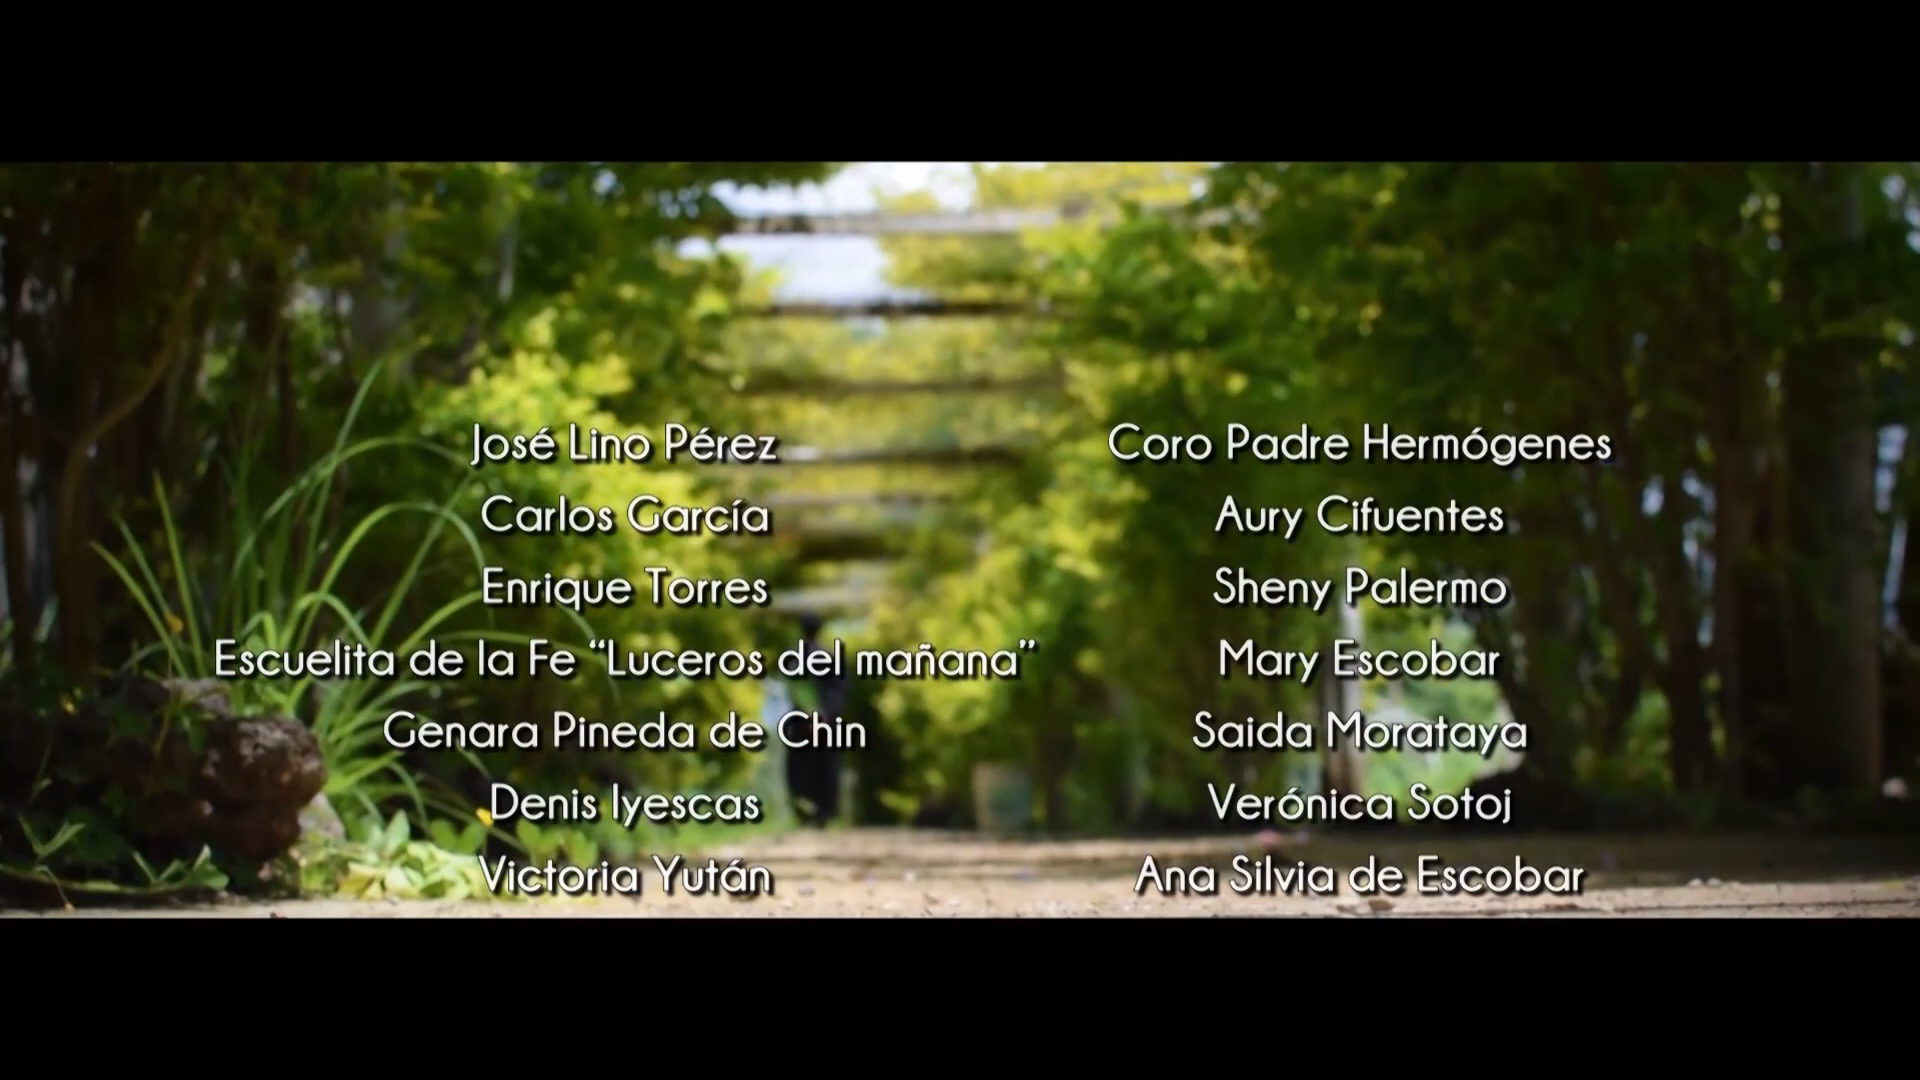 José Lino Pérez
Carlos García
Enrique Torres
Escuelita de la Fe “Luceros del mañana”
Genara Pineda de Chin
Denis Iyescas
Victoria Yután
Coro Padre Hermógenes
Aury Cifuentes
Sheny Palermo
Mary Escobar
Saida Morataya
Verónica Sotoj
Ana Silvia de Escobar